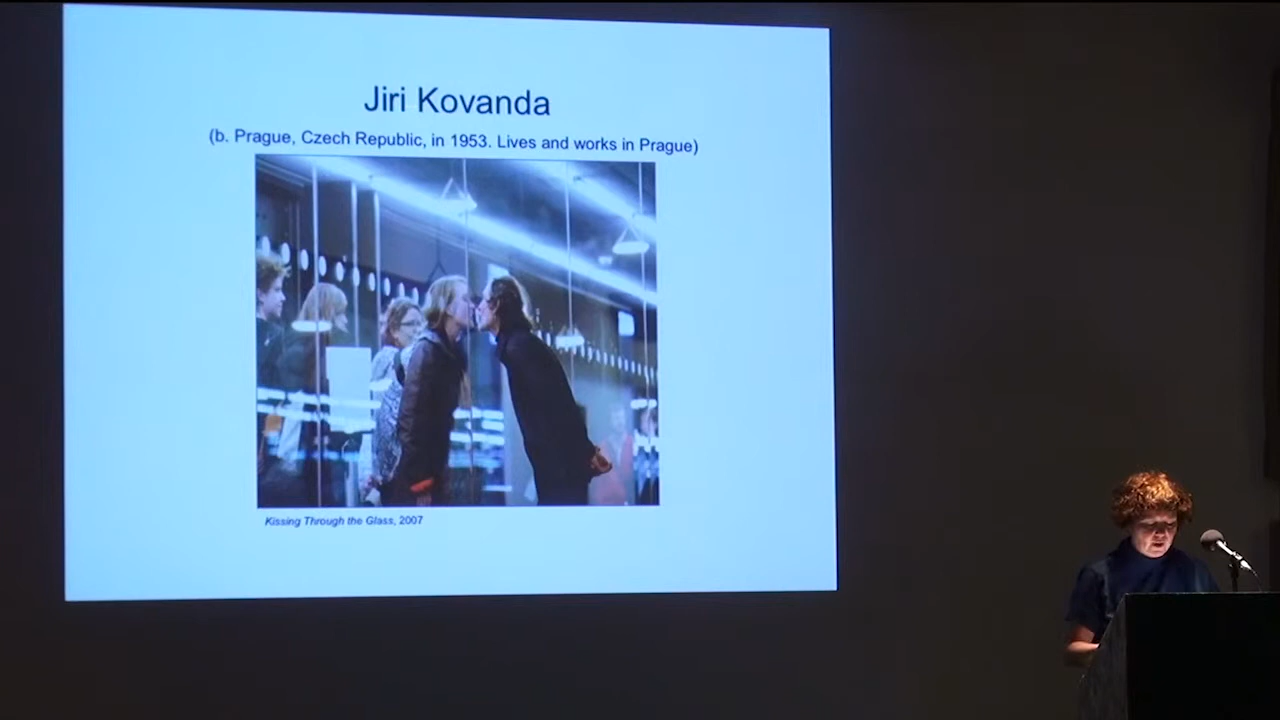 Jiri Kovanda
(b. Prague, Czech Republic, in 1953. Lives and works in Prague)
Kissing Through the Glass, 2007